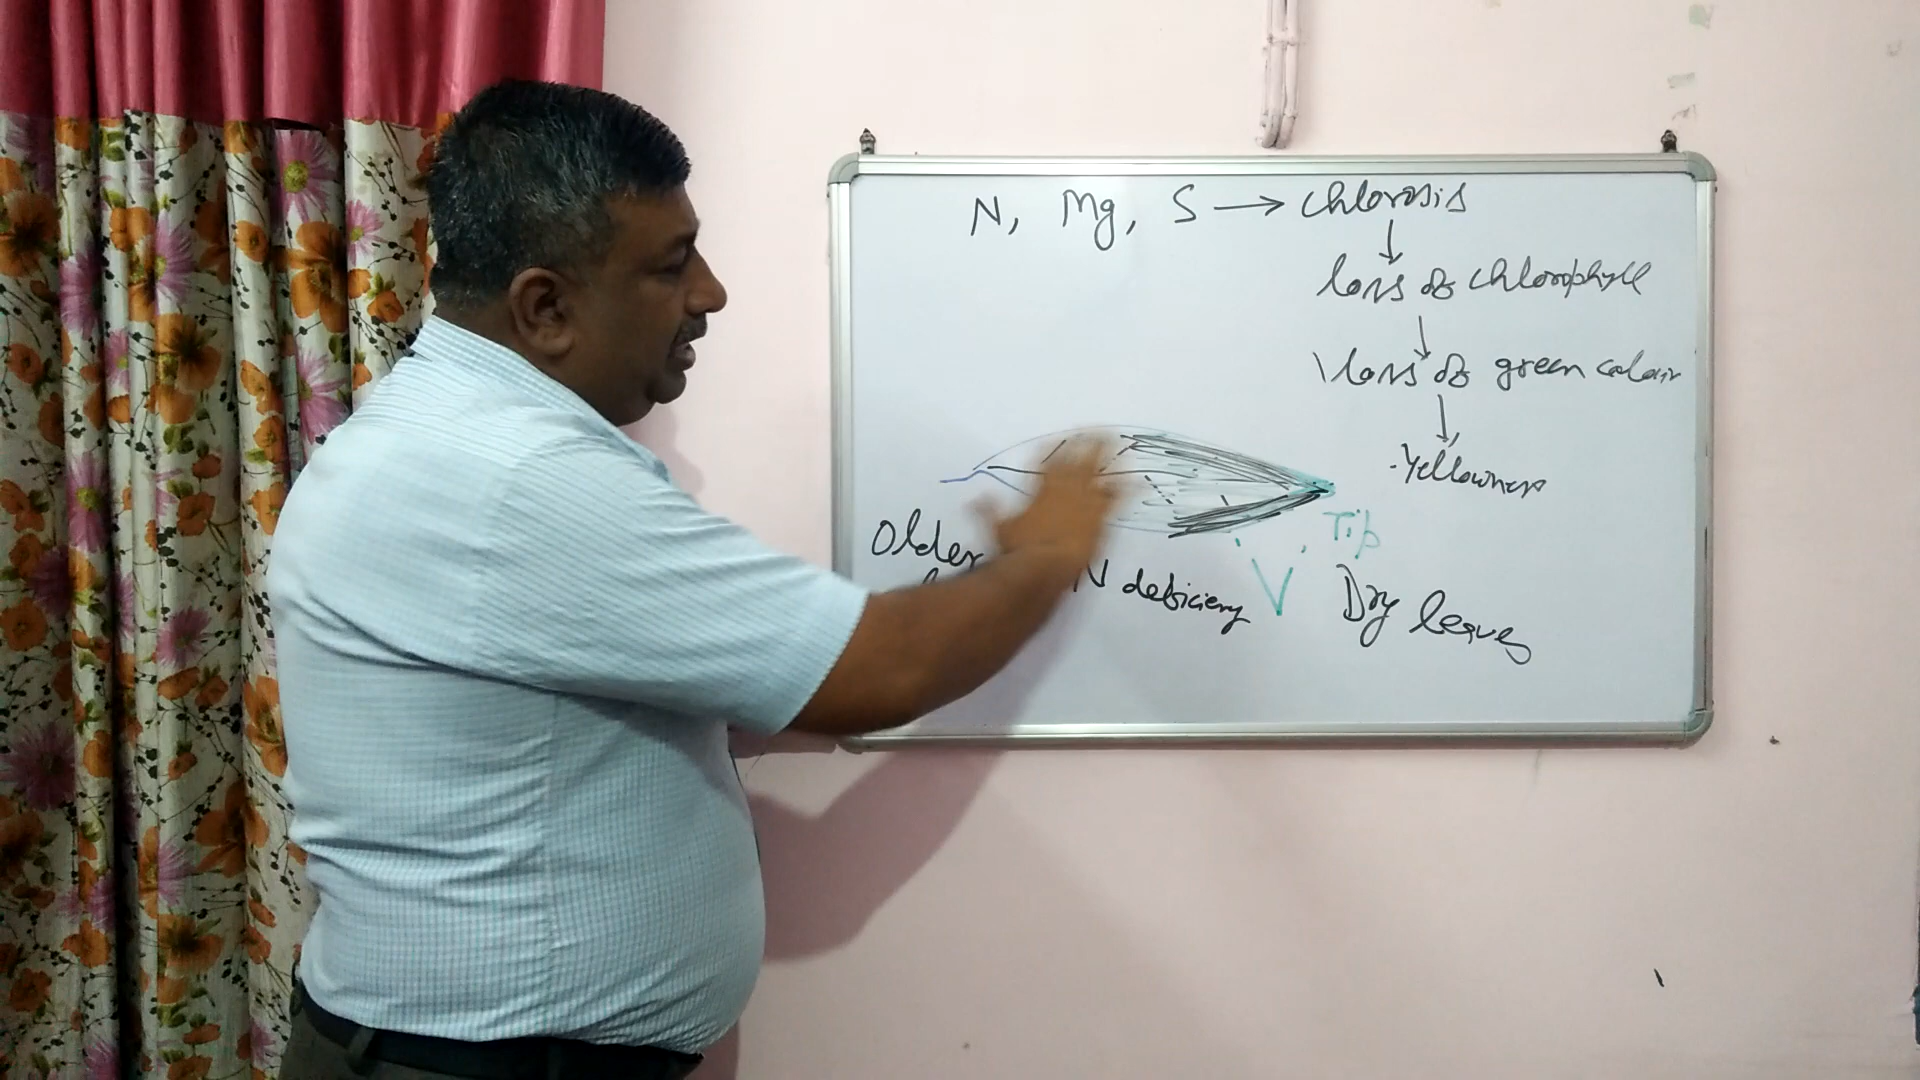 N, Mg, S → chlorosis
↓
loss of chlorophyll
↓
loss of green colour
↓
Yellowness
Tip
Older
N deficiency
V
Dry leaves